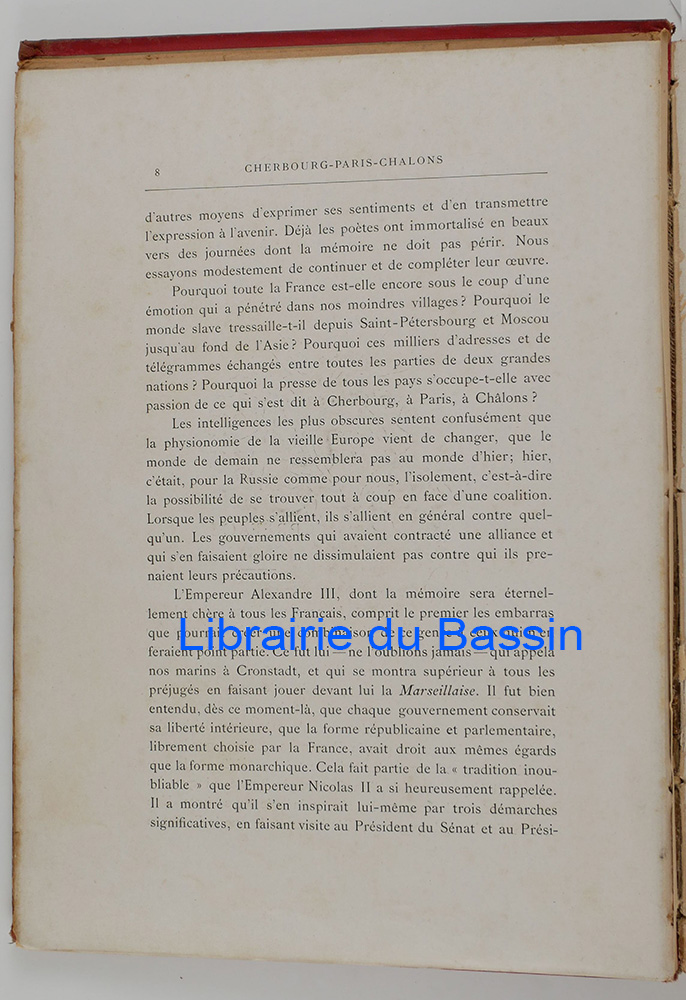 8
CHERBOURG-PARIS-CHALONS
d'autres moyens d'exprimer ses sentiments et d'en transmettre
l'expression à l'avenir. Déjà les poètes ont immortalisé en beaux
vers des journées dont la mémoire ne doit pas périr. Nous
essayons modestement de continuer et de compléter leur œuvre.
Pourquoi toute la France est-elle encore sous le coup d'une
émotion qui a pénétré dans nos moindres villages? Pourquoi le
monde slave tressaille-t-il depuis Saint-Pétersbourg et Moscou
jusqu'au fond de l'Asie? Pourquoi ces milliers d'adresses et de
télégrammes échangés entre toutes les parties de deux grandes
nations? Pourquoi la presse de tous les pays s'occupe-t-elle avec
passion de ce qui s'est dit à Cherbourg, à Paris, à Châlons?
Les intelligences les plus obscures sentent confusément que
la physionomie de la vieille Europe vient de changer, que le
monde de demain ne ressemblera pas au monde d'hier; hier,
c'était, pour la Russie comme pour nous, l'isolement, c'est-à-dire
la possibilité de se trouver tout à coup en face d'une coalition.
Lorsque les peuples s'allient, ils s'allient en général contre quel-
qu'un. Les gouvernements qui avaient contracté une alliance et
qui s'en faisaient gloire ne dissimulaient pas contre qui ils pre-
naient leurs précautions.
L'Empereur Alexandre III, dont la mémoire sera éternel-
lement chère à tous les Français, comprit le premier les embarras
que
Librairie du Bassin
feraient point partie. Ce fut lui — ne l'oublions jamais — qui appela
nos marins à Cronstadt, et qui se montra supérieur à tous les
préjugés en faisant jouer devant lui la Marseillaise. Il fut bien
entendu, dès ce moment-là, que chaque gouvernement conservait
sa liberté intérieure, que la forme républicaine et parlementaire,
librement choisie par la France, avait droit aux mêmes égards
que la forme monarchique. Cela fait partie de la « tradition inou-
bliable » que l'Empereur Nicolas II a si heureusement rappelée.
Il a montré qu'il s'en inspirait lui-même par trois démarches
significatives, en faisant visite au Président du Sénat et au Prési-